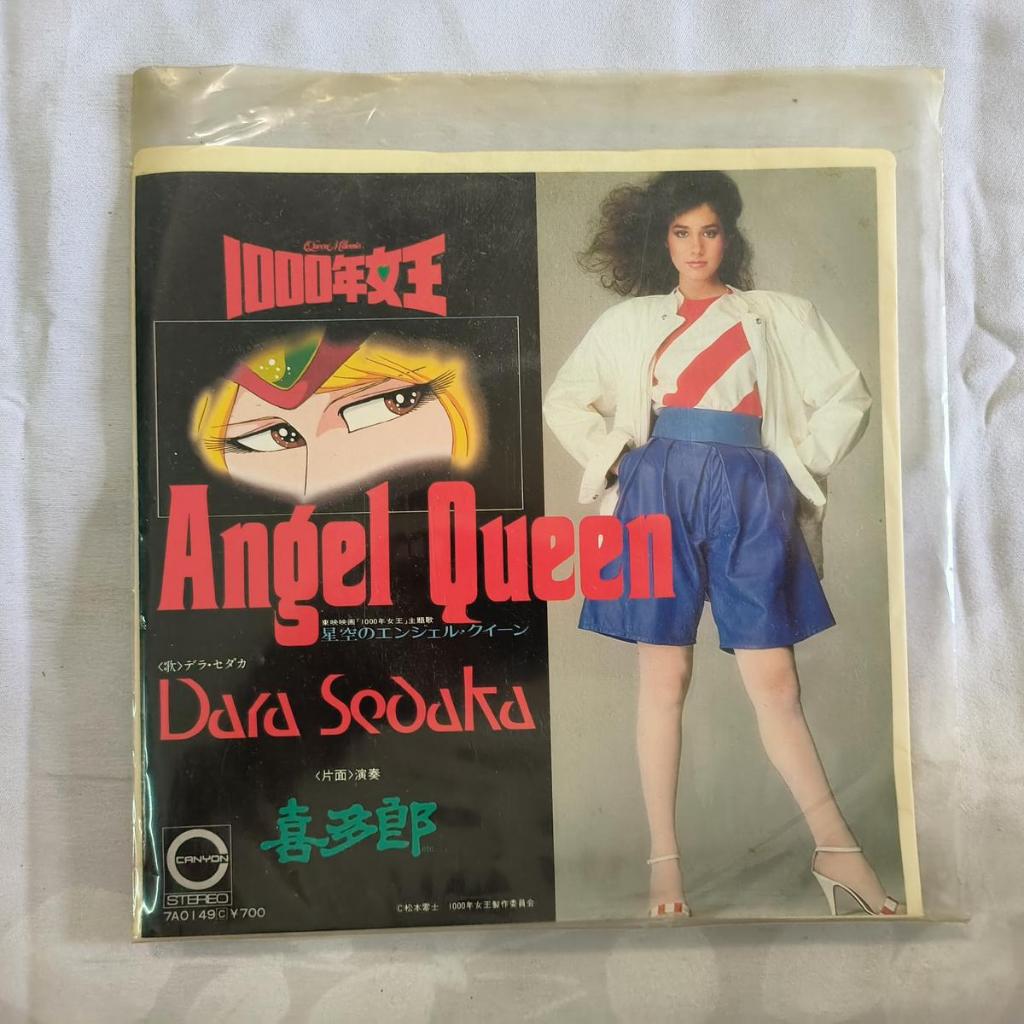 Queen Millennia
1000年女王
Angel Queen
東映映画「1000年女王」主題歌
星空のエンジェル・クイーン
〈歌〉デラ・セダカ
Dara Sedaka
〈片面〉演奏
喜多郎
CANYON
STEREO
7A0149 Ⓒ ¥700
©松本零士 1000年女王製作委員会